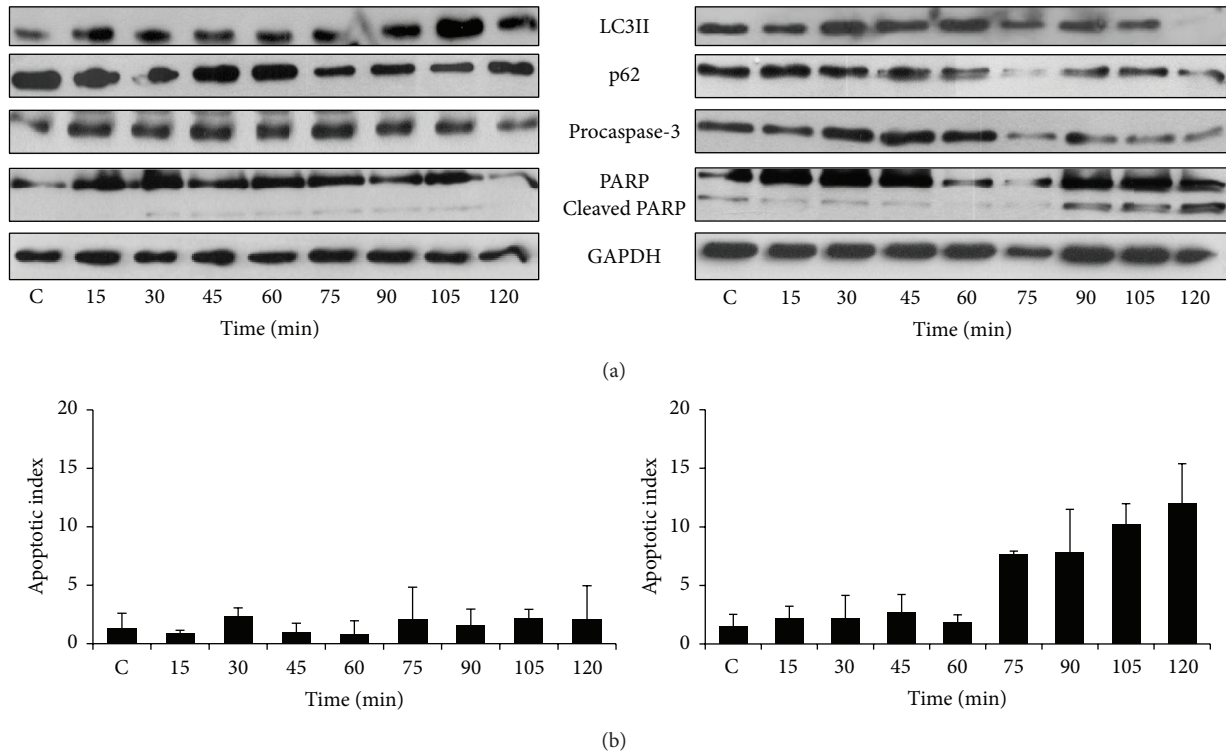 LC3II
p62
Procaspase-3
PARP
Cleaved PARP
GAPDH
C 15 30 45 60 75 90 105 120
Time (min)
C 15 30 45 60 75 90 105 120
Time (min)
(a)
20
15
10
5
0
Apoptotic index
C 15 30 45 60 75 90 105 120
Time (min)
20
15
10
5
0
Apoptotic index
C 15 30 45 60 75 90 105 120
Time (min)
(b)